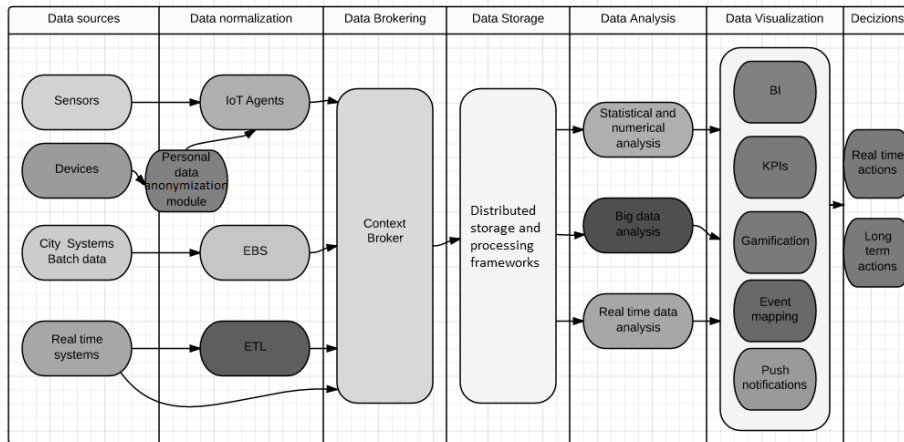 Data sources
Data normalization
Data Brokering
Data Storage
Data Analysis
Data Visualization
Decizions
Sensors
IoT Agents
Devices
Personal
data
anonymization
module
City Systems
Batch data
EBS
Real time
systems
ETL
Context
Broker
Distributed
storage and
processing
frameworks
Statistical and
numerical
analysis
Big data
analysis
Real time data
analysis
BI
KPIs
Gamification
Event
mapping
Push
notifications
Real time
actions
Long
term
actions